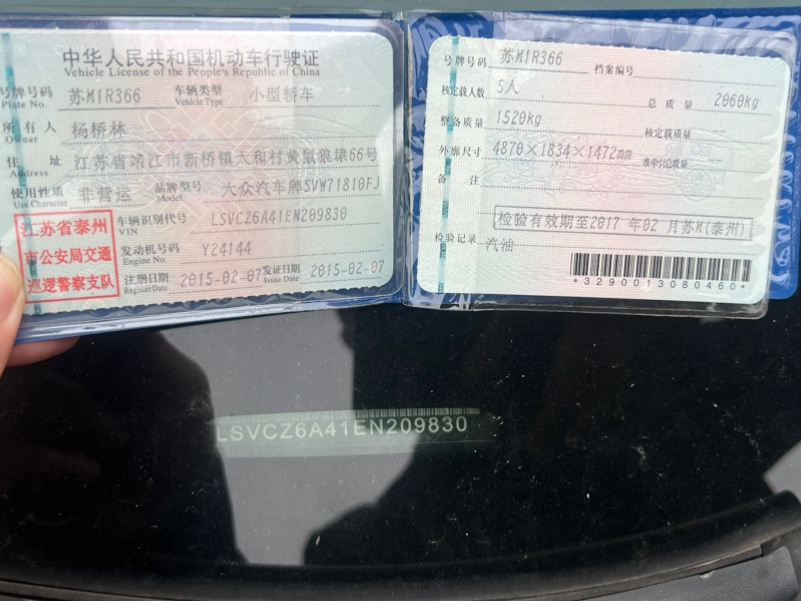 中华人民共和国机动车行驶证
Vehicle License of the People's Republic of China
号牌号码 苏M1R366 车辆类型 小型轿车
Plate No. Vehicle Type
所有人 杨桥林
Owner
住址 江苏省靖江市新桥镇太和村黄鼠狼埭66号
Address
使用性质 非营运 品牌型号 大众汽车牌SVW71810FJ
Use Character Model
江苏省泰州
市公安局交通
巡逻警察支队
车辆识别代号 LSVCZ6A41EN209830
VIN
发动机号码 Y24144
Engine No.
注册日期 2015-02-07 发证日期 2015-02-07
Register Date Issue Date
号牌号码 苏M1R366 档案编号
核定载人数 5人 总质量 2060kg
整备质量 1520kg 核定载质量 --
外廓尺寸 4870×1834×1472㎜ 准牵引总质量 --
备注
检验有效期至2017年02月苏M(泰州)
检验记录 汽油
*3290013080460*
LSVCZ6A41EN209830